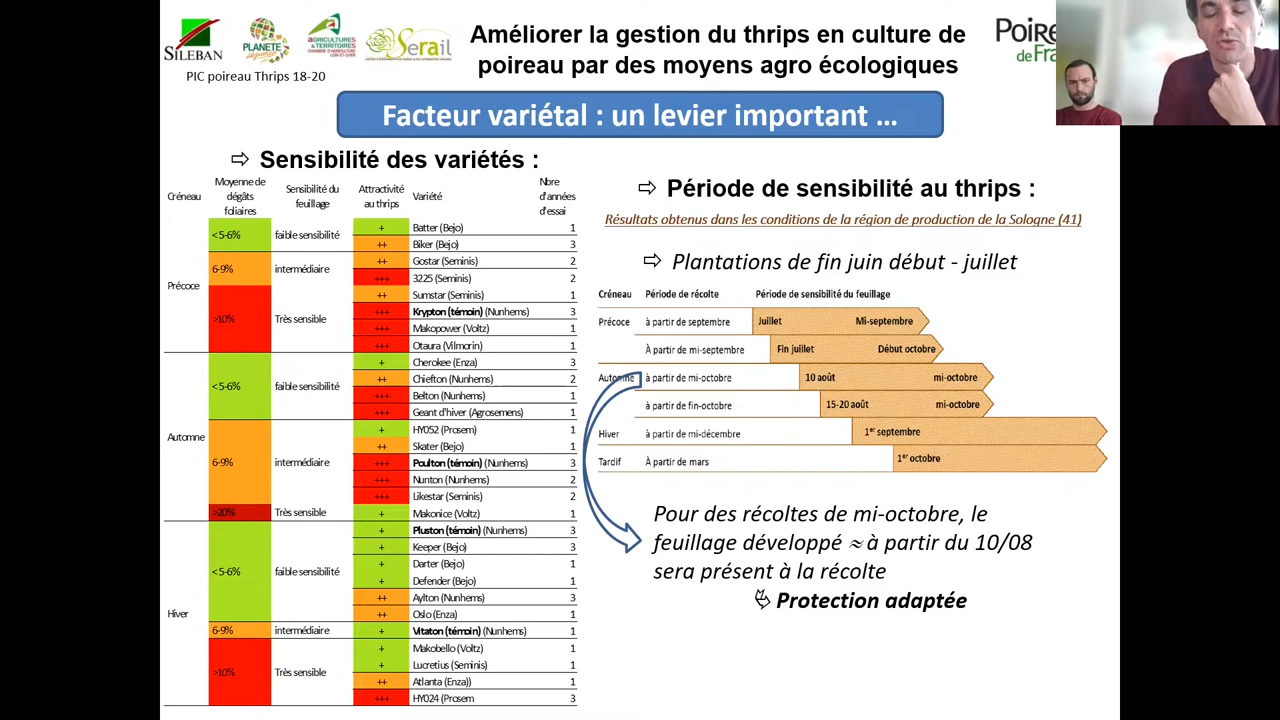 SILEBAN
PLANETE
Légumes
AGRICULTURES
& TERRITOIRES
CHAMBRE D'AGRICULTURE
LOIR-ET-CHER
Serail
PIC poireau Thrips 18-20
Améliorer la gestion du thrips en culture de
poireau par des moyens agro écologiques
Facteur variétal : un levier important ...
⇨ Sensibilité des variétés :
Créneau Moyenne de dégâts foliaires Sensibilité du feuillage Attractivité au thrips Variété Nbre d'années d'essai
Précoce
<5-6% faible sensibilité
+ Batter (Bejo) 1
++ Biker (Bejo) 3
6-9% intermédiaire
++ Gostar (Seminis) 2
+++ 3225 (Seminis) 2
>10% Très sensible
++ Sumstar (Seminis) 1
+++ Krypton (témoin) (Nunhems) 3
+++ Makopower (Voltz) 1
+++ Otaura (Vilmorin) 1
Automne
<5-6% faible sensibilité
+ Cherokee (Enza) 3
++ Chiefton (Nunhems) 2
+++ Belton (Nunhems) 1
+++ Geant d'hiver (Agrosemens) 1
6-9% intermédiaire
+ HY052 (Prosem) 1
++ Skater (Bejo) 1
+++ Poulton (témoin) (Nunhems) 3
+++ Nunton (Nunhems) 2
+++ Likestar (Seminis) 2
>20% Très sensible
+ Makonice (Voltz) 1
Hiver
<5-6% faible sensibilité
+ Pluston (témoin) (Nunhems) 3
+ Keeper (Bejo) 3
+ Darter (Bejo) 1
+ Defender (Bejo) 1
++ Aylton (Nunhems) 3
++ Oslo (Enza) 1
6-9% intermédiaire
+ Vitaton (témoin) (Nunhems) 1
>10% Très sensible
+ Makobello (Voltz) 1
+ Lucretius (Seminis) 1
++ Atlanta (Enza)) 1
+++ HY024 (Prosem 3
Poire
de Fra
⇨ Période de sensibilité au thrips :
Résultats obtenus dans les conditions de la région de production de la Sologne (41)
⇨ Plantations de fin juin début - juillet
Créneau Période de récolte Période de sensibilité du feuillage
Précoce à partir de septembre Juillet Mi-septembre
À partir de mi-septembre Fin juillet Début octobre
Automne à partir de mi-octobre 10 août mi-octobre
à partir de fin-octobre 15-20 août mi-octobre
Hiver à partir de mi-décembre 1er septembre
Tardif À partir de mars 1er octobre
Pour des récoltes de mi-octobre, le
feuillage développé ≈ à partir du 10/08
sera présent à la récolte
Protection adaptée